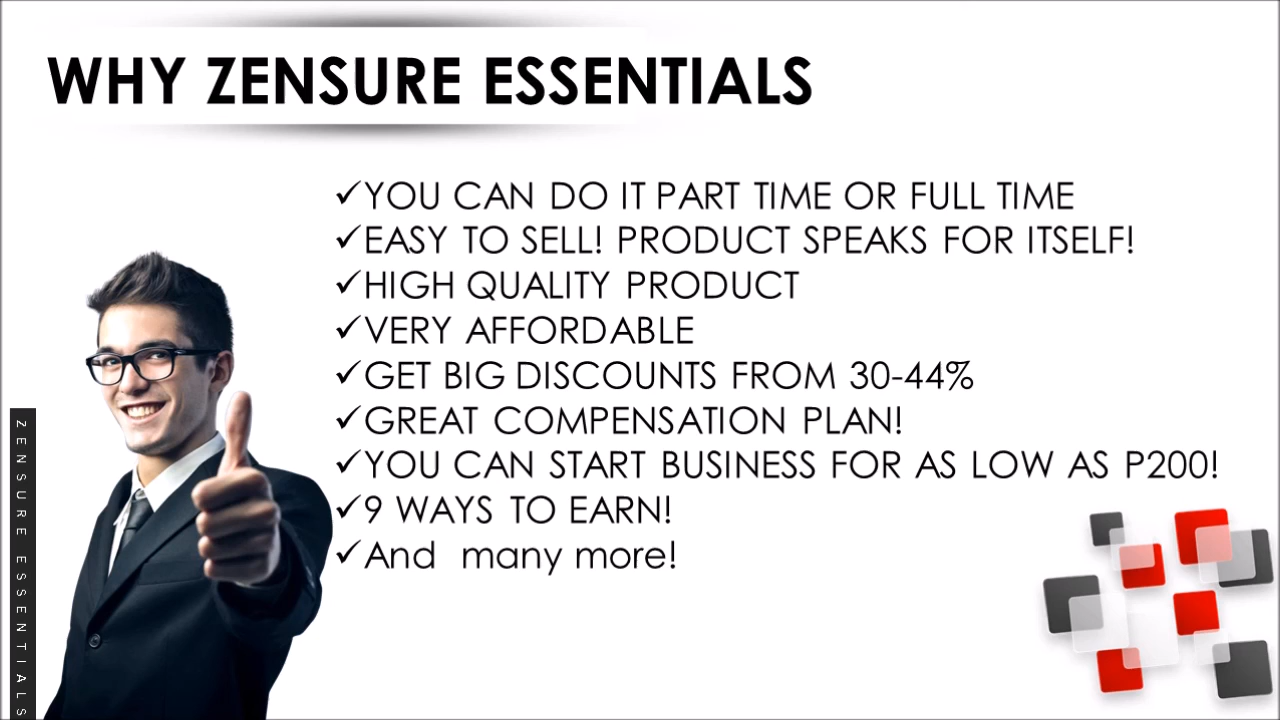 WHY ZENSURE ESSENTIALS
✓YOU CAN DO IT PART TIME OR FULL TIME
✓EASY TO SELL! PRODUCT SPEAKS FOR ITSELF!
✓HIGH QUALITY PRODUCT
✓VERY AFFORDABLE
✓GET BIG DISCOUNTS FROM 30-44%
✓GREAT COMPENSATION PLAN!
✓YOU CAN START BUSINESS FOR AS LOW AS P200!
✓9 WAYS TO EARN!
✓And many more!
ZENSURE ESSENTIALS